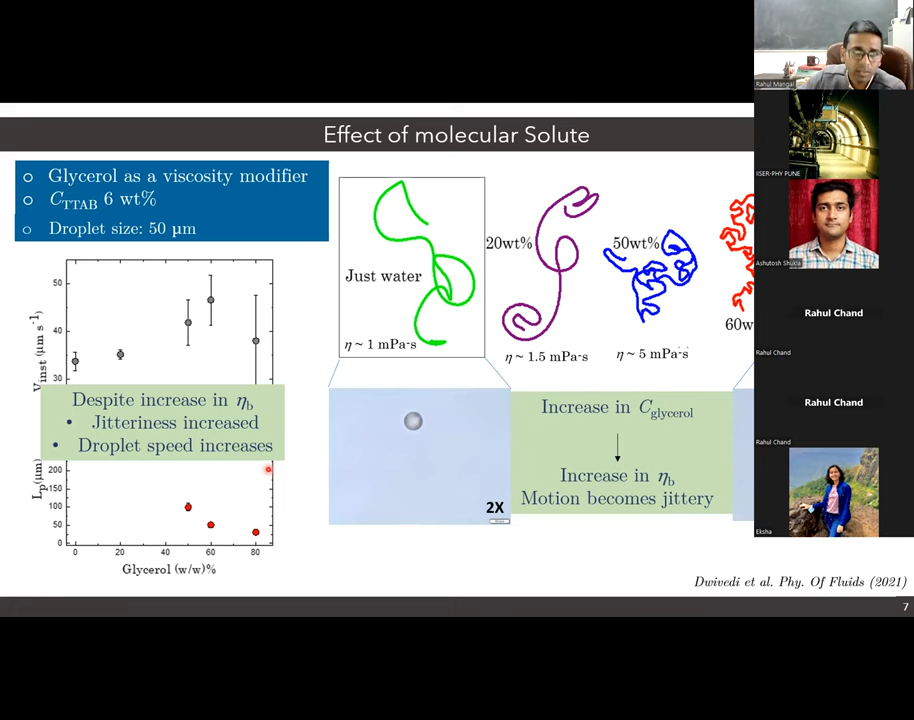 Effect of molecular Solute
Glycerol as a viscosity modifier
C_TTAB 6 wt%
Droplet size: 50 µm
50
40
30
V_inst (µm s⁻¹)
Despite increase in η_b
• Jitteriness increased
• Droplet speed increases
L_p(µm)
200
150
100
50
0
0 20 40 60 80
Glycerol (w/w)%
Just water
η ~ 1 mPa-s
20wt%
η ~ 1.5 mPa-s
50wt%
η ~ 5 mPa-s
60w
2X
Increase in C_glycerol
Increase in η_b
Motion becomes jittery
Dwivedi et al. Phy. Of Fluids (2021)
7
Rahul Mangal
IISER-PHY PUNE
Ashutosh Shukla
Rahul Chand
Rahul Chand
Rahul Chand
Rahul Chand
Eksha